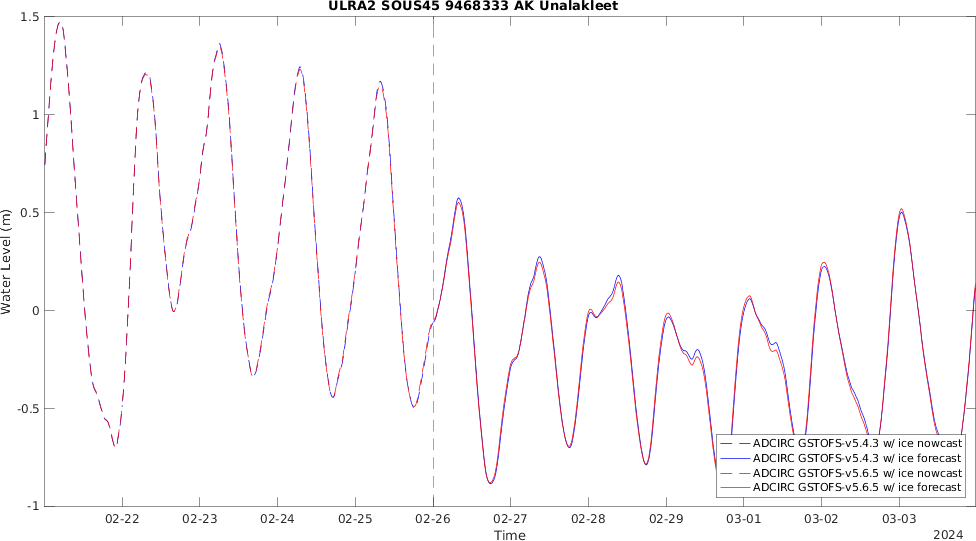 ULRA2 SOUS45 9468333 AK Unalakleet
1.5
1
0.5
0
-0.5
-1
Water Level (m)
02-22
02-23
02-24
02-25
02-26
02-27
02-28
02-29
03-01
03-02
03-03
Time
2024
ADCIRC GSTOFS-v5.4.3 w/ ice nowcast
ADCIRC GSTOFS-v5.4.3 w/ ice forecast
ADCIRC GSTOFS-v5.6.5 w/ ice nowcast
ADCIRC GSTOFS-v5.6.5 w/ ice forecast